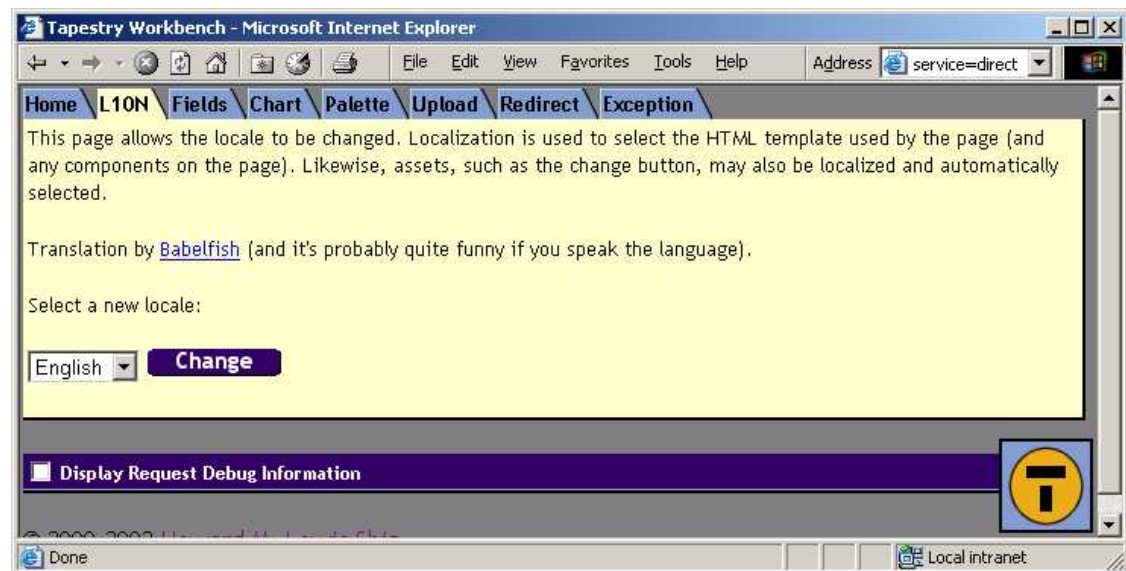 Tapestry Workbench - Microsoft Internet Explorer
File Edit View Favorites Tools Help Address service=direct
Home L10N Fields Chart Palette Upload Redirect Exception
This page allows the locale to be changed. Localization is used to select the HTML template used by the page (and
any components on the page). Likewise, assets, such as the change button, may also be localized and automatically
selected.
Translation by Babelfish (and it's probably quite funny if you speak the language).
Select a new locale:
English Change
Display Request Debug Information
Done Local intranet